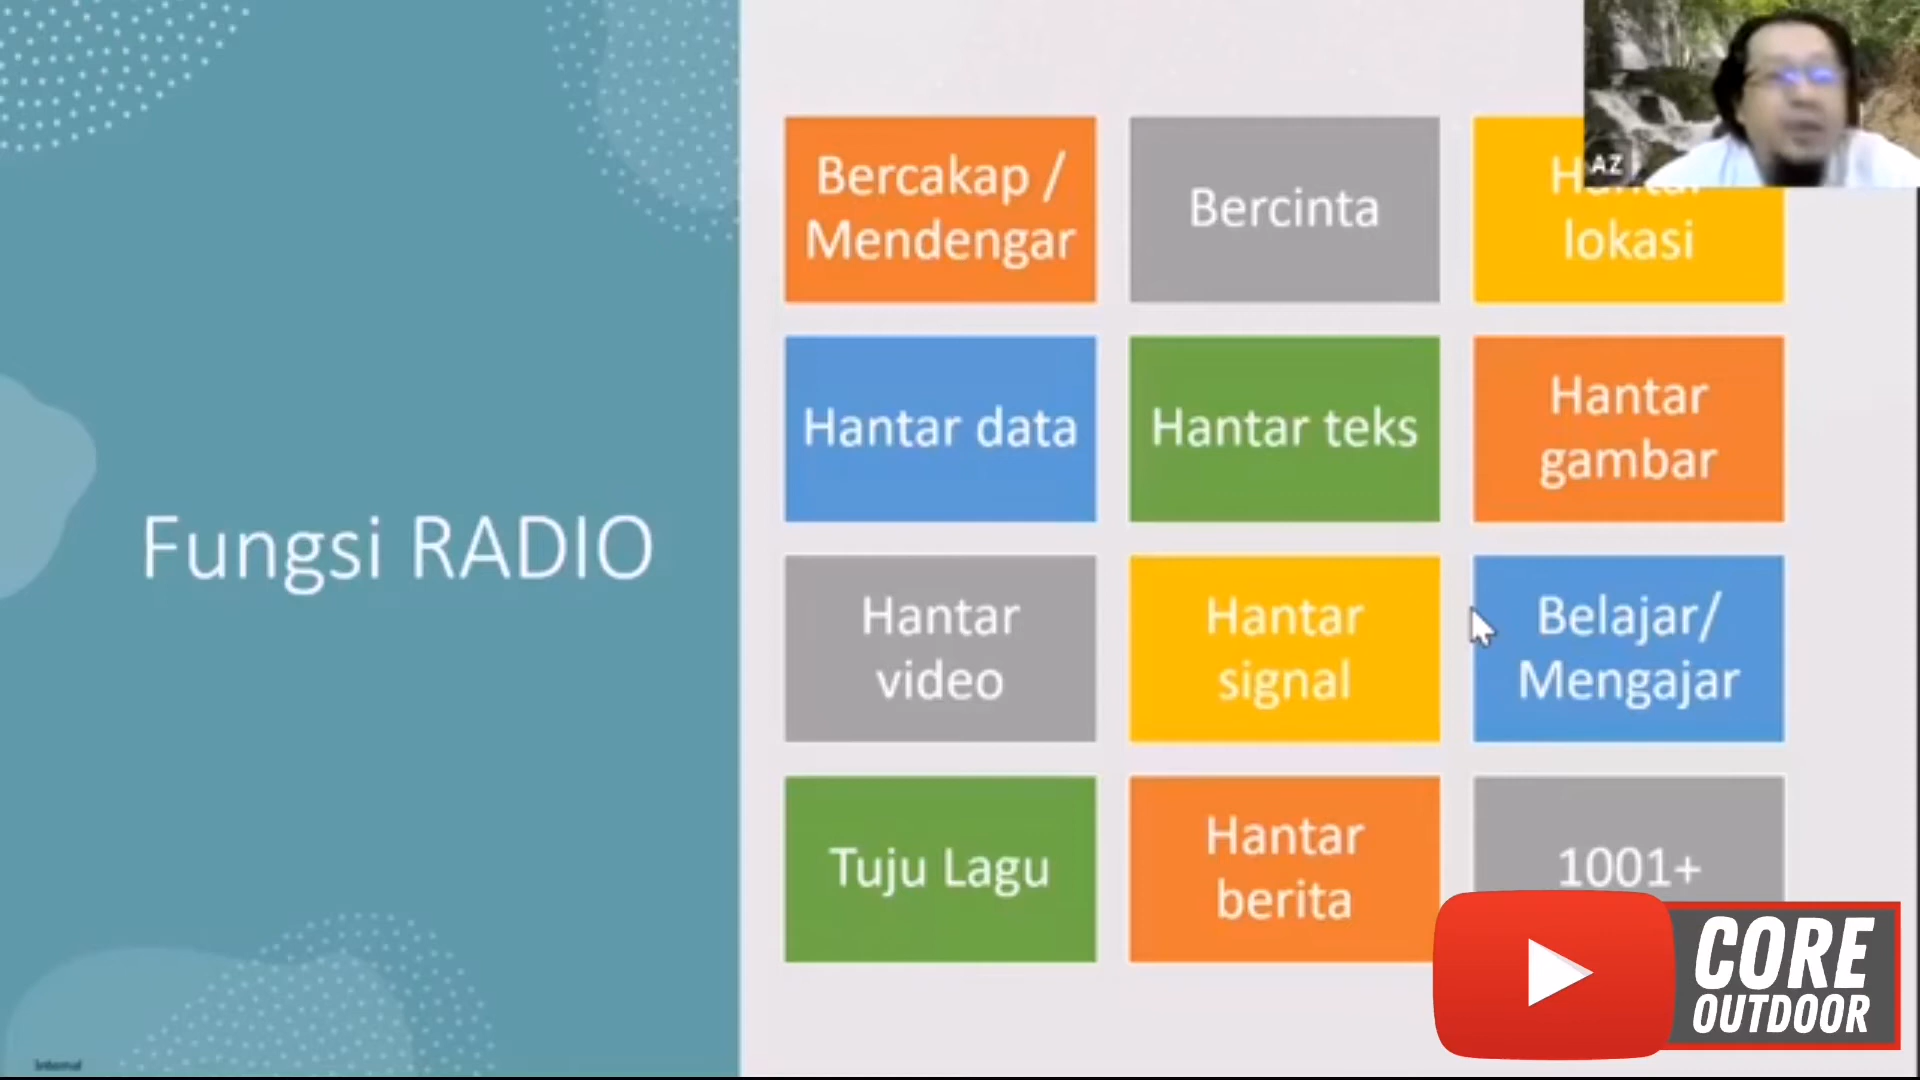 Fungsi RADIO
Bercakap /
Mendengar
Bercinta
lokasi
Hantar data
Hantar teks
Hantar
gambar
Hantar
video
Hantar
signal
Belajar/
Mengajar
Tuju Lagu
Hantar
berita
1001+
AZ
CORE
OUTDOOR
Internal